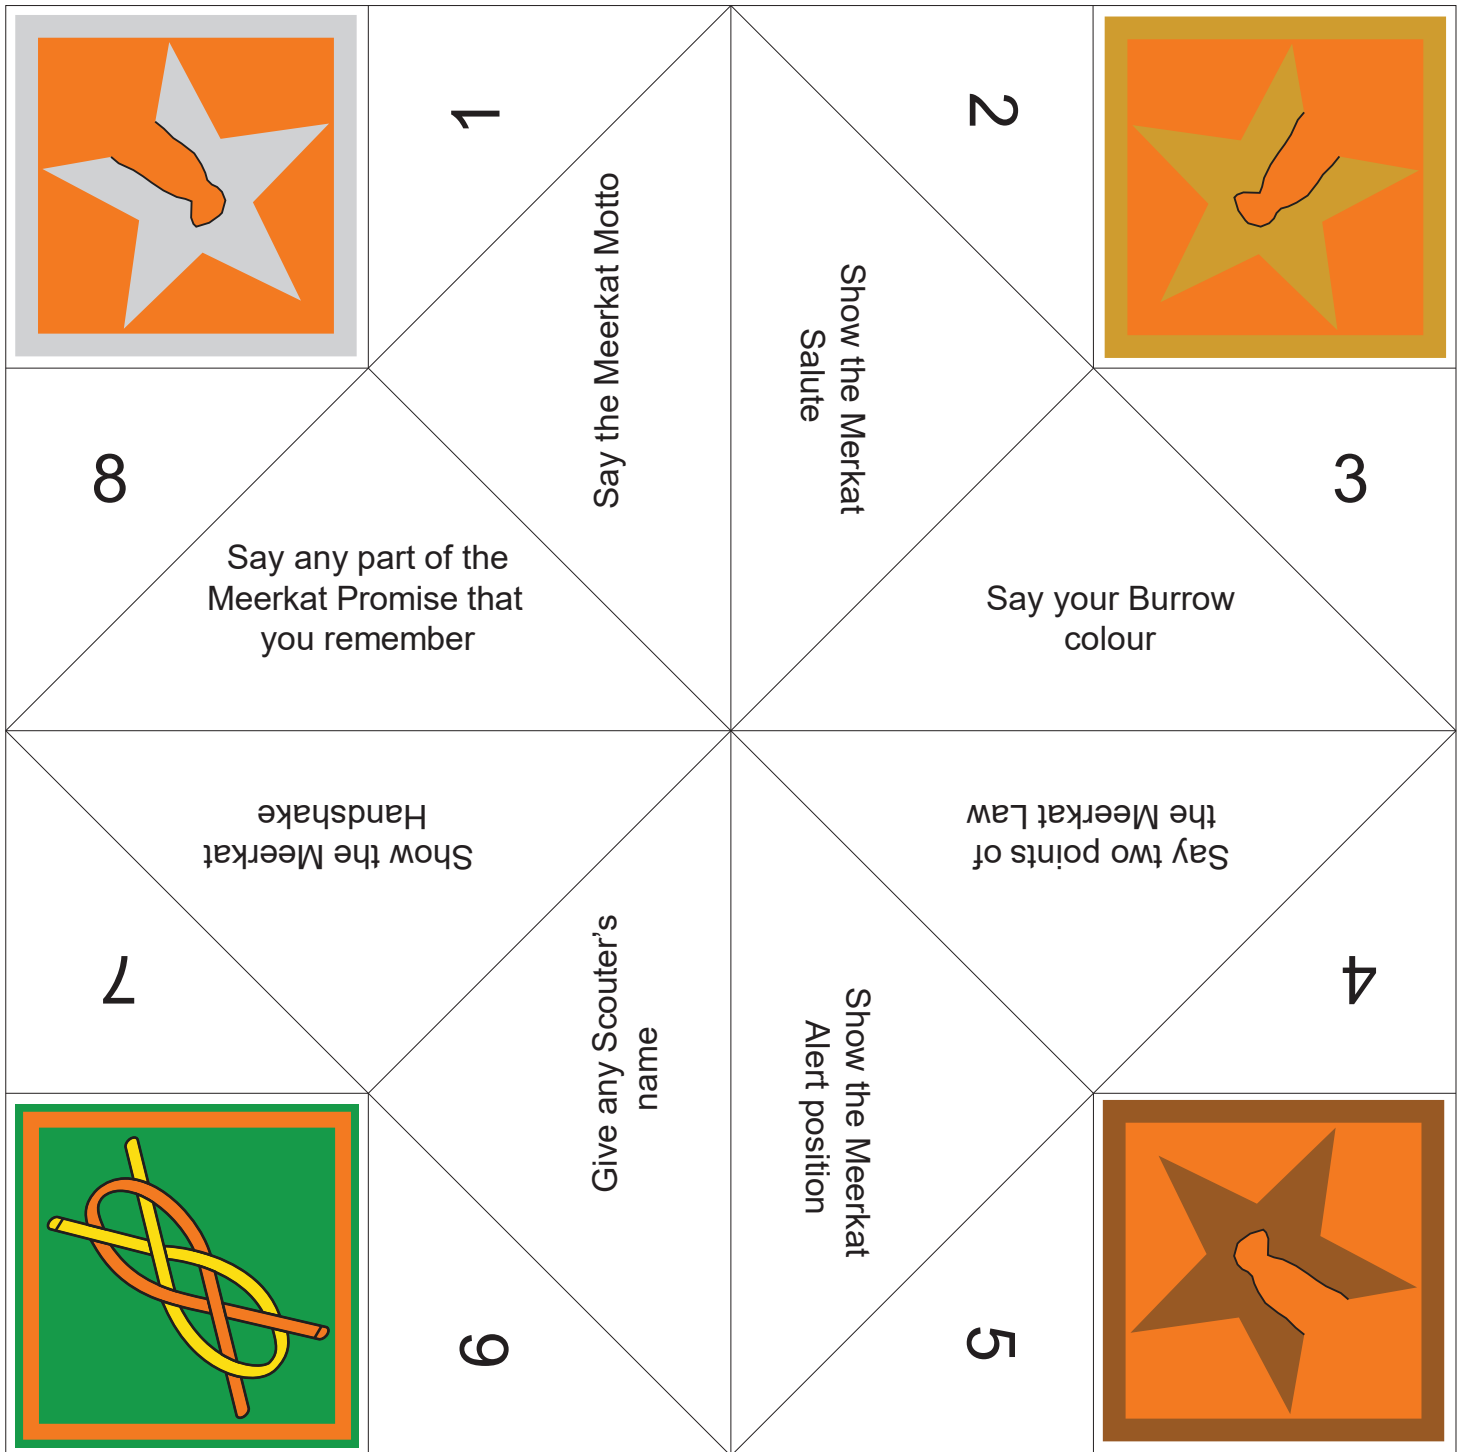 1
2
Say the Meerkat Motto
Show the Merkat
Salute
8
3
Say any part of the
Meerkat Promise that
you remember
Say your Burrow
colour
Show the Meerkat
Handshake
Say two points of
the Meerkat Law
7
4
Give any Scouter’s
name
Show the Meerkat
Alert position
6
5